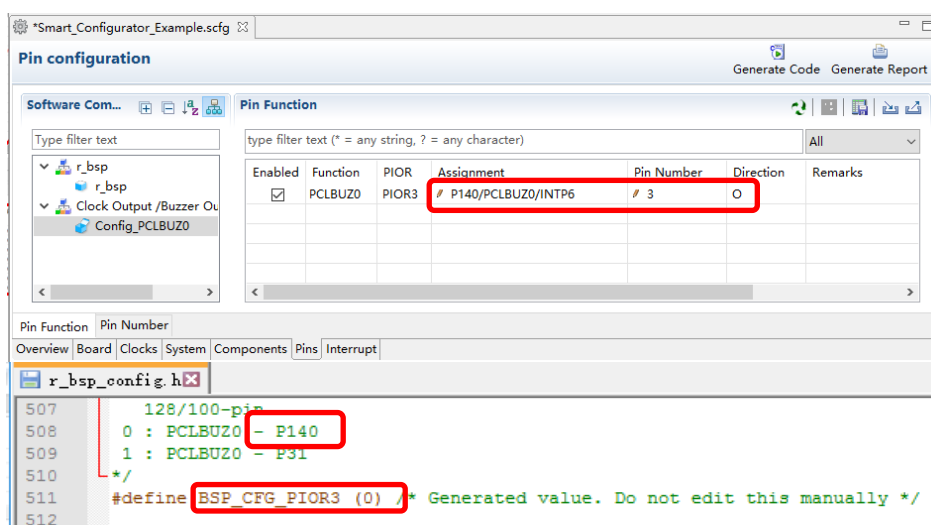 *Smart_Configurator_Example.scfg
Pin configuration
Generate Code Generate Report
Software Com...
Pin Function
Type filter text
type filter text (* = any string, ? = any character)
All
r_bsp
r_bsp
Clock Output /Buzzer Ou
Config_PCLBUZ0
Enabled Function PIOR Assignment Pin Number Direction Remarks
PCLBUZ0 PIOR3 P140/PCLBUZ0/INTP6 3 O
Pin Function Pin Number
Overview Board Clocks System Components Pins Interrupt
r_bsp_config.h
507 128/100-pin
508 0 : PCLBUZ0 - P140
509 1 : PCLBUZ0 - P31
510 */
511 #define BSP_CFG_PIOR3 (0) /* Generated value. Do not edit this manually */
512